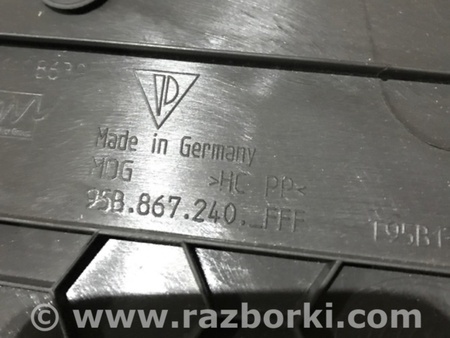 Made in Germany
MDG >HC PP<
95B.867.240._FFF
© www.razborki.com